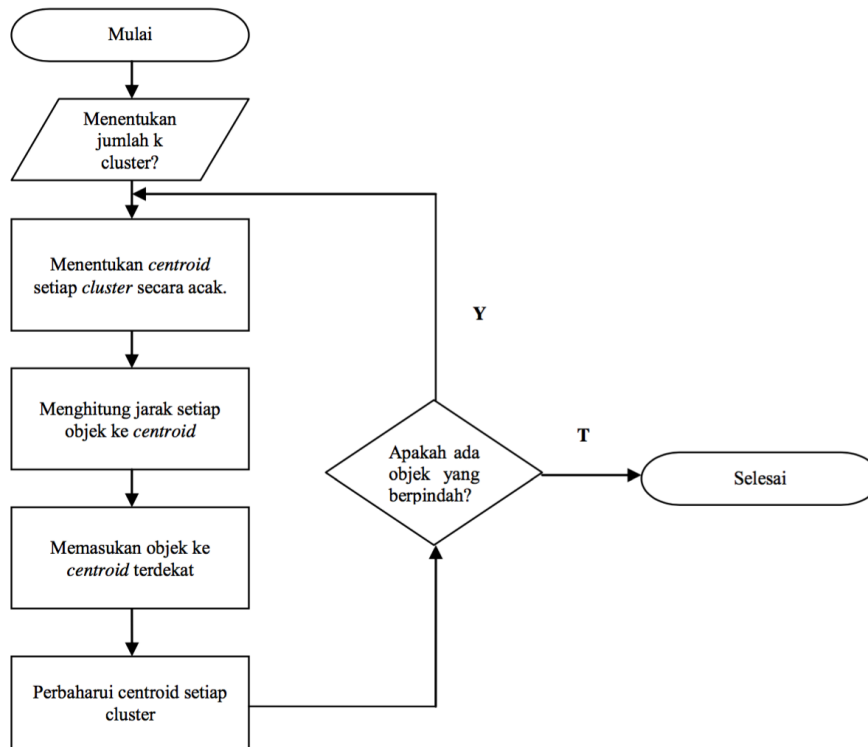 Mulai
Menentukan
jumlah k
cluster?
Menentukan centroid
setiap cluster secara acak.
Menghitung jarak setiap
objek ke centroid
Memasukan objek ke
centroid terdekat
Perbaharui centroid setiap
cluster
Apakah ada
objek yang
berpindah?
Y
T
Selesai